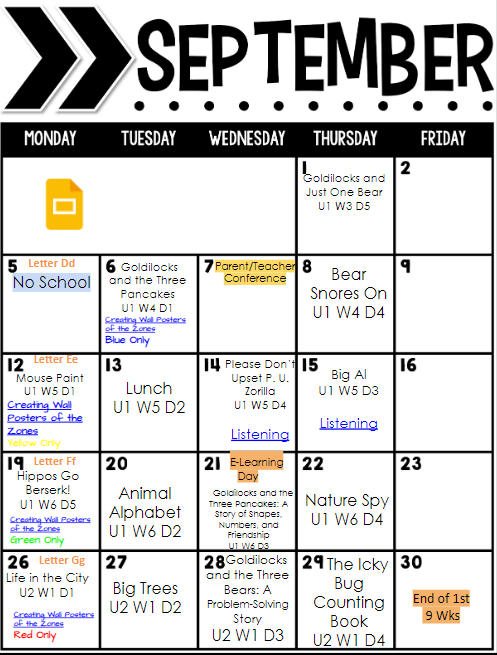 SEPTEMBER
MONDAY TUESDAY WEDNESDAY THURSDAY FRIDAY
1
Goldilocks and
Just One Bear
U1 W3 D5
2
5 Letter Dd
No School
6 Goldilocks
and the Three
Pancakes
U1 W4 D1
Creating Wall Posters
of the Zones
Blue Only
7 Parent/Teacher
Conference
8
Bear
Snores On
U1 W4 D4
9
12 Letter Ee
Mouse Paint
U1 W5 D1
Creating Wall
Posters of the
Zones
Yellow Only
13
Lunch
U1 W5 D2
14 Please Don't
Upset P. U.
Zorilla
U1 W5 D4
Listening
15
Big Al
U1 W5 D3
Listening
16
19 Letter Ff
Hippos Go
Berserk!
U1 W6 D5
Creating Wall Posters
of the Zones
Green Only
20
Animal
Alphabet
U1 W6 D2
21 E-Learning
Day
Goldilocks and the
Three Pancakes: A
Story of Shapes,
Numbers, and
Friendship
U1 W6 D3
22
Nature Spy
U1 W6 D4
23
26 Letter Gg
Life in the City
U2 W1 D1
Creating Wall Posters
of the Zones
Red Only
27
Big Trees
U2 W1 D2
28 Goldilocks
and the Three
Bears: A
Problem-Solving
Story
U2 W1 D3
29 The Icky
Bug
Counting
Book
U2 W1 D4
30
End of 1st
9 Wks